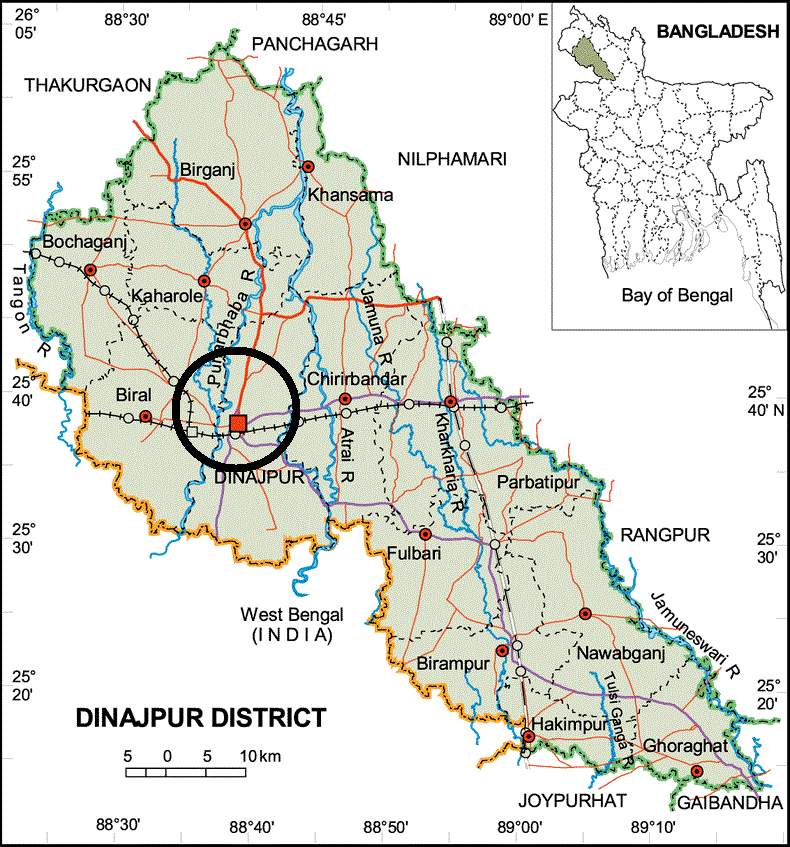 26°
05'
88°30'
88°45'
89°00' E
PANCHAGARH
BANGLADESH
THAKURGAON
25°
55'
Birganj
NILPHAMARI
Khansama
Bochaganj
Tangon R
Kaharole
Punarbhaba R
Jamuna R
Bay of Bengal
25°
40'
Biral
Chirirbandar
25°
40' N
Atrai R
Kharkharia R
DINAJPUR
Parbatipur
25°
30'
Fulbari
RANGPUR
25°
30'
West Bengal
(INDIA)
Jamuneswari R
Birampur
Nawabganj
25°
20'
Tulsi Ganga R
25°
20'
DINAJPUR DISTRICT
Hakimpur
Ghoraghat
5 0 5 10 km
JOYPURHAT
GAIBANDHA
88°30'
88°40'
88°50'
89°00'
89°10'